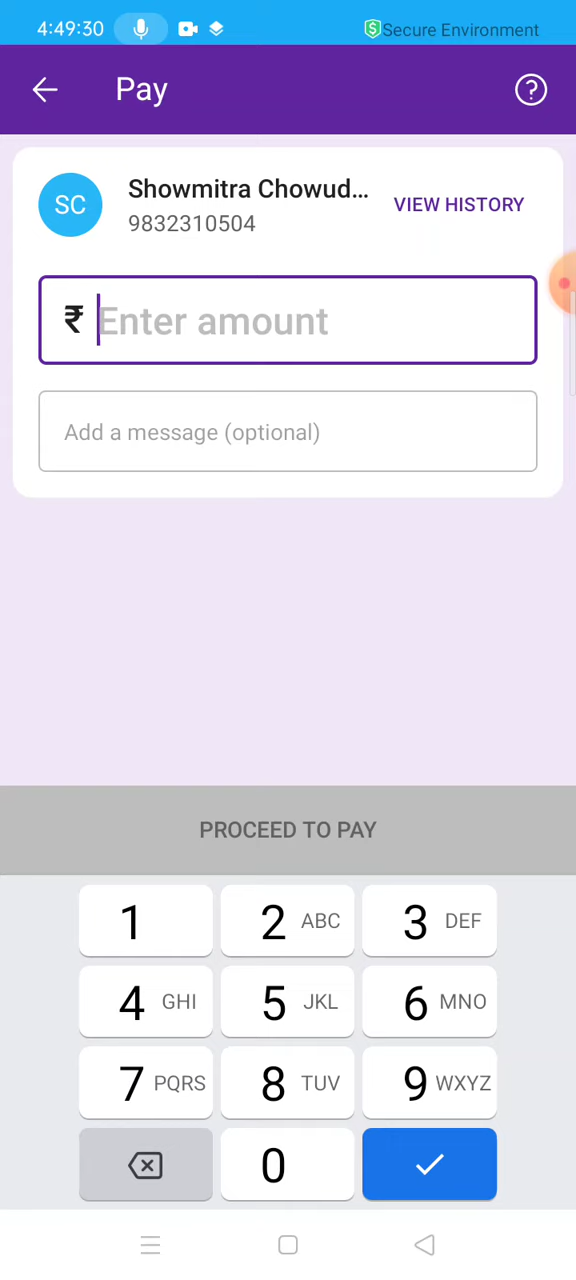 4:49:30 Secure Environment
Pay
SC Showmitra Chowud... VIEW HISTORY
9832310504
₹ Enter amount
Add a message (optional)
PROCEED TO PAY
1 2 ABC 3 DEF
4 GHI 5 JKL 6 MNO
7 PQRS 8 TUV 9 WXYZ
0